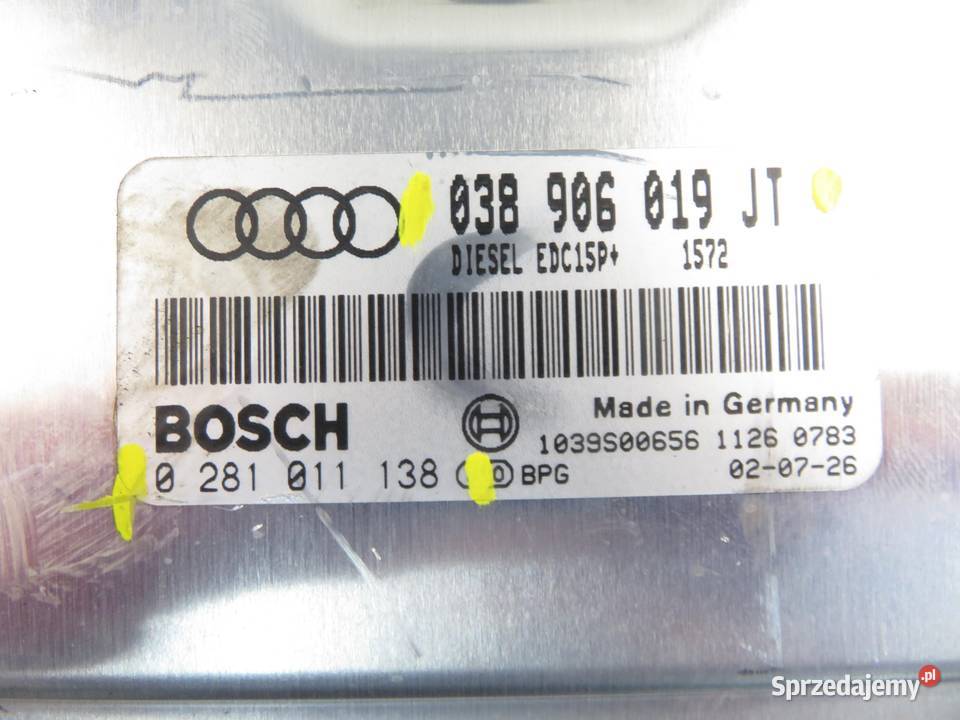 038 906 019 JT
DIESEL EDC15P+ 1572
BOSCH
Made in Germany
1039S00656 1126 0783
0 281 011 138 BPG
02-07-26
Sprzedajemy.pl